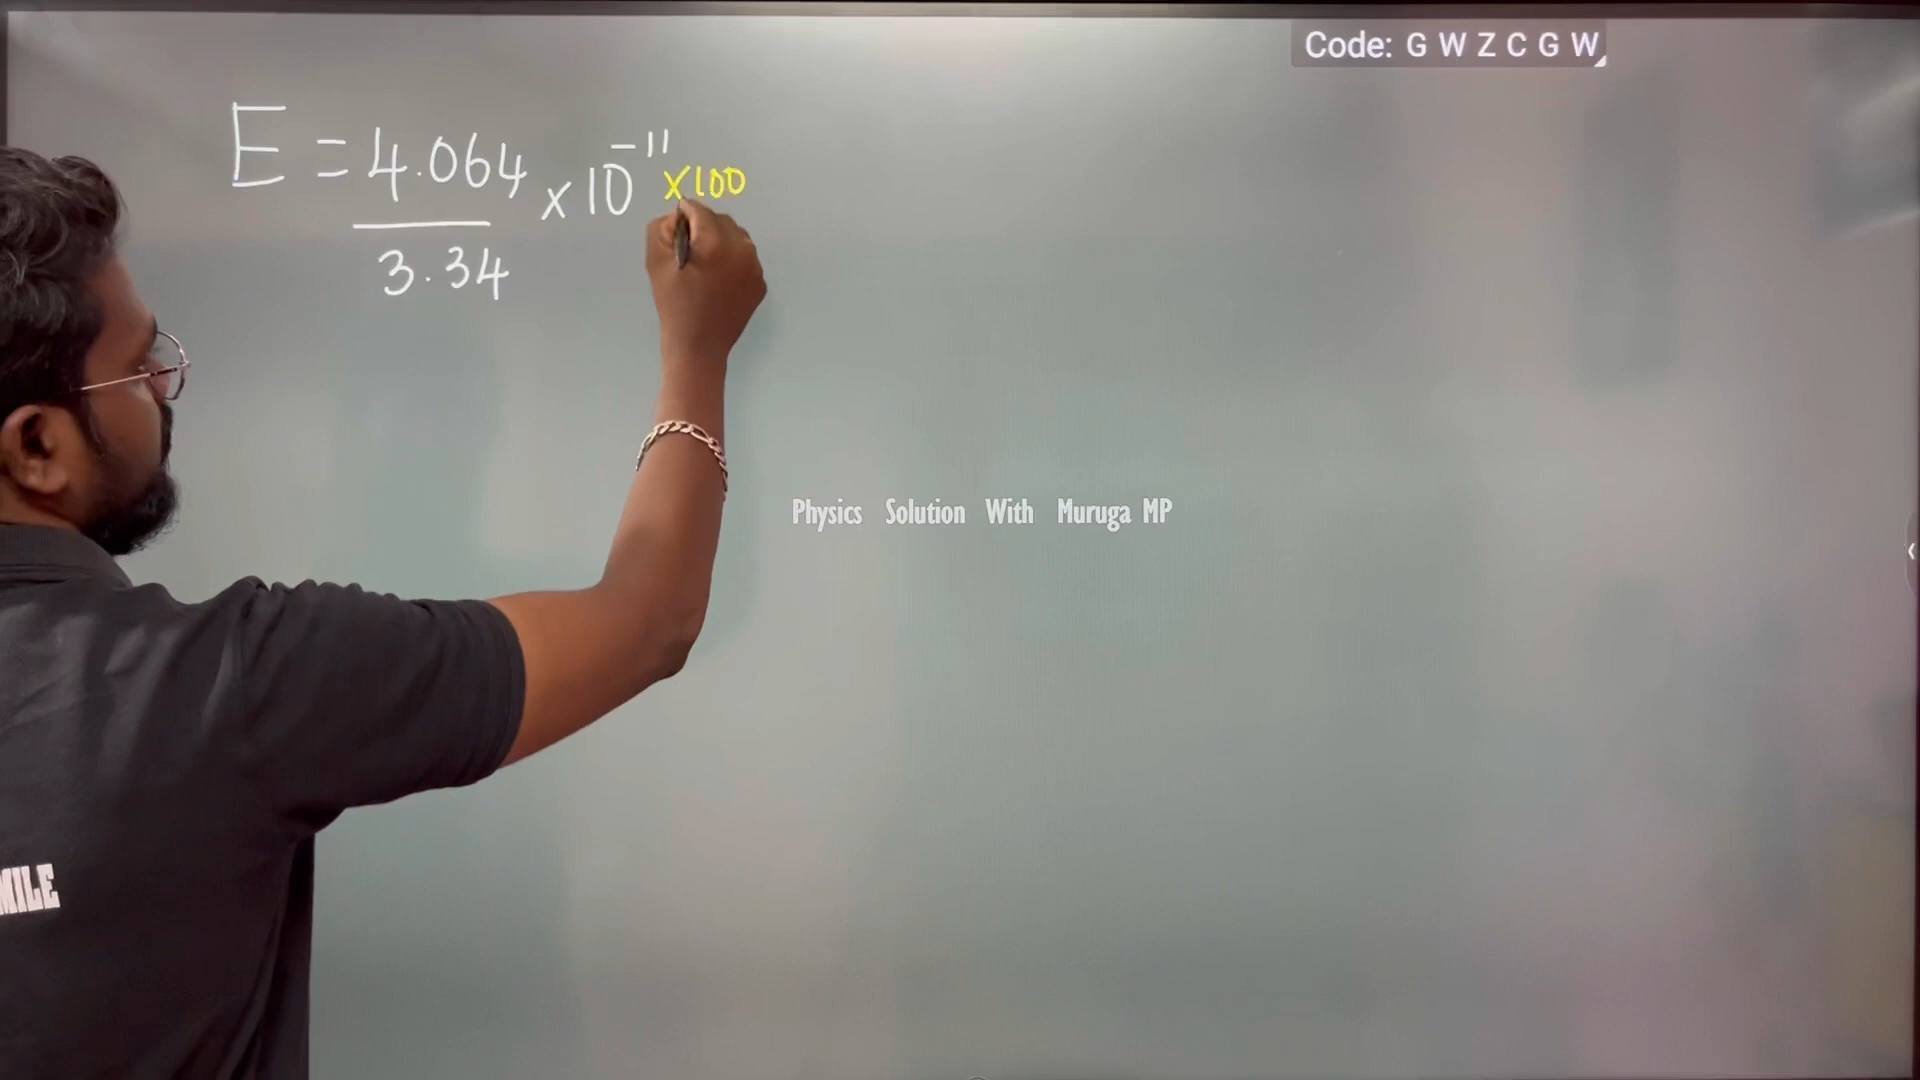 Code: G W Z C G W
E = 4.064 × 10⁻¹¹ ×100
3.34
Physics Solution With Muruga MP
MILE